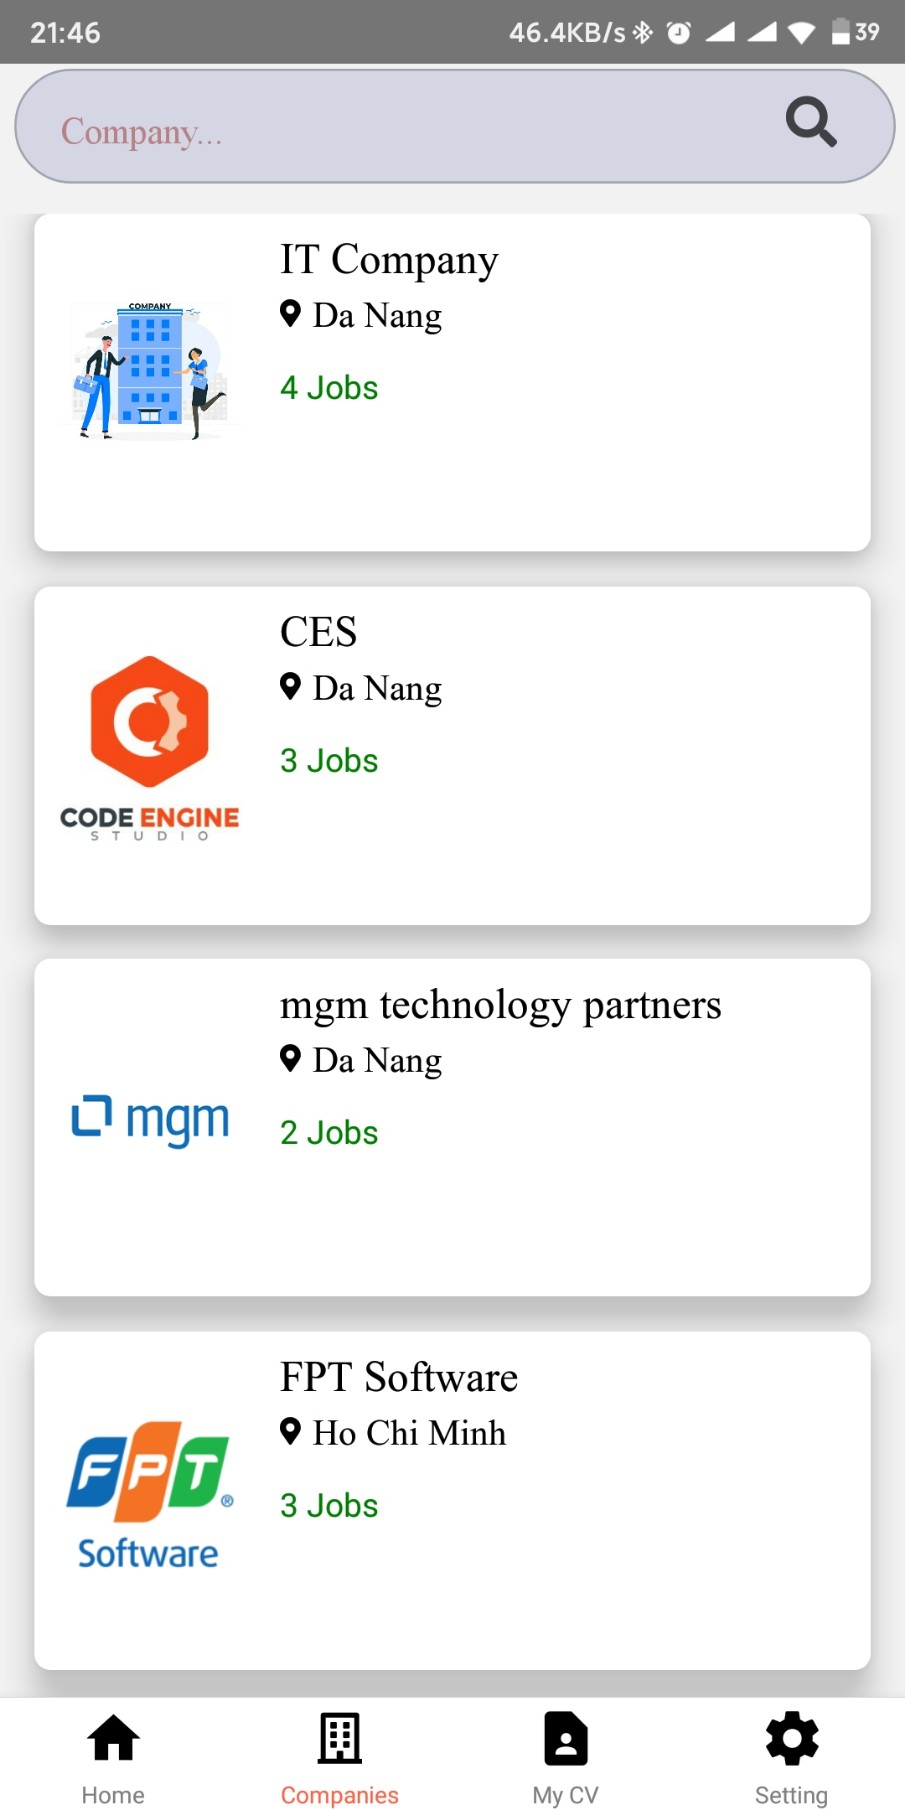 21:46 46.4KB/s 39
Company...
COMPANY
IT Company
Da Nang
4 Jobs
CES
Da Nang
3 Jobs
CODE ENGINE
STUDIO
mgm technology partners
Da Nang
2 Jobs
mgm
FPT Software
Ho Chi Minh
3 Jobs
FPT®
Software
Home Companies My CV Setting